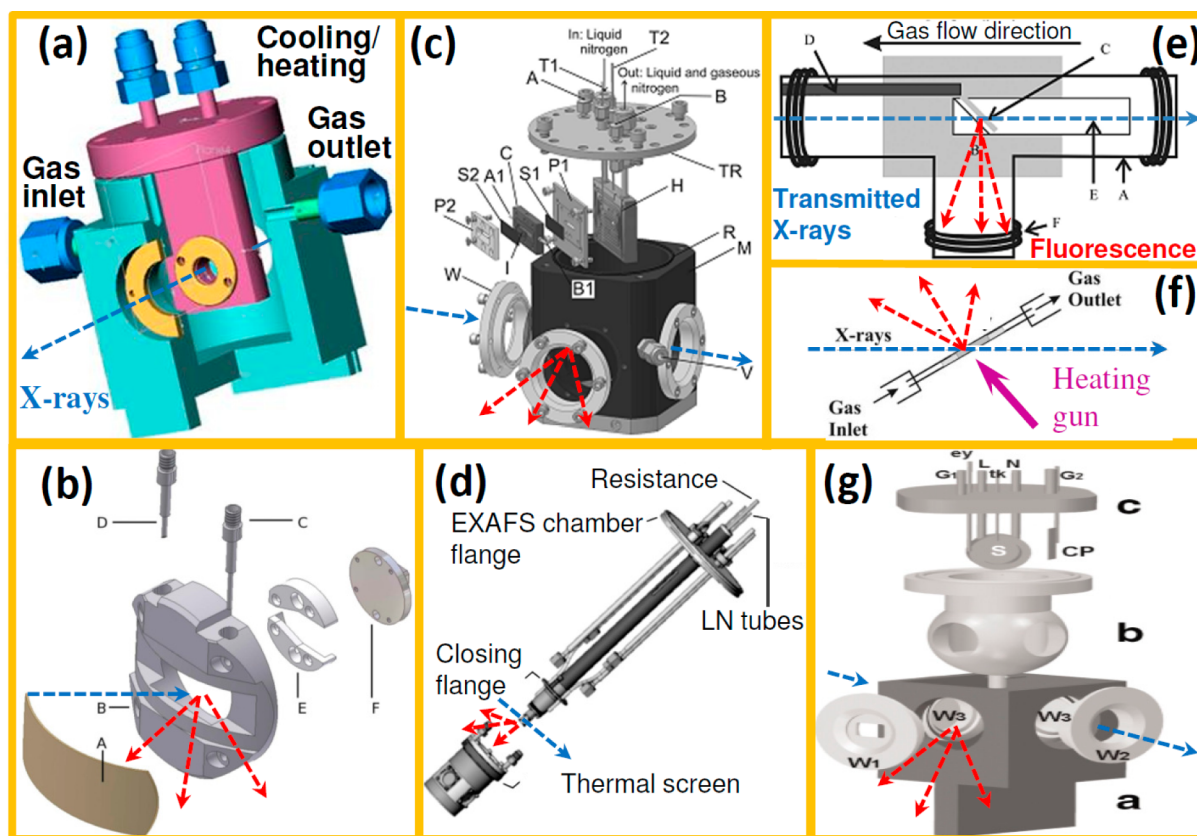 (a)
Cooling/
heating
Gas
outlet
Gas
inlet
X-rays
(b)
D
C
B
A
E
F
(c)
In: Liquid
nitrogen
T2
T1
Out: Liquid and gaseous
nitrogen
A
B
C
A1
S2
S1
P1
TR
P2
H
R
M
I
W
B1
V
(d)
Resistance
EXAFS chamber
flange
LN tubes
Closing
flange
Thermal screen
(e)
D
Gas flow direction
C
B
Transmitted
X-rays
E
A
F
Fluorescence
(f)
Gas
Outlet
X-rays
Heating
gun
Gas
Inlet
(g)
ey
G1 L tk N G2
c
S
CP
b
W3
W3
W1
W2
a